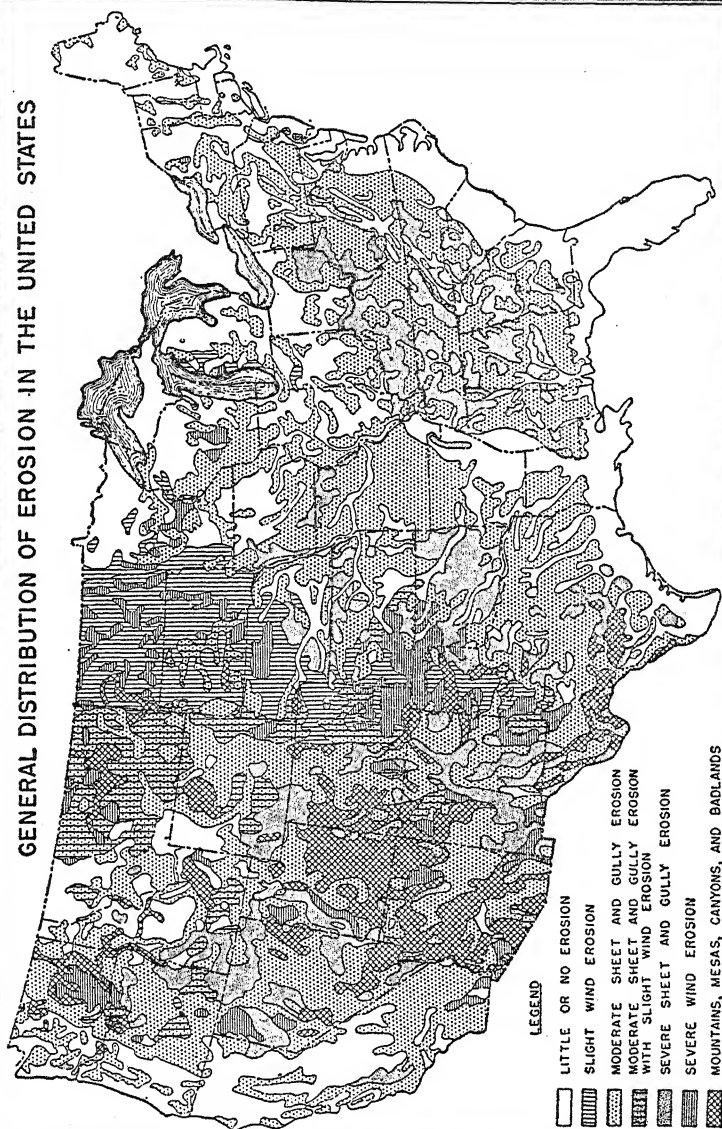 GENERAL DISTRIBUTION OF EROSION IN THE UNITED STATES
LEGEND
LITTLE OR NO EROSION
SLIGHT WIND EROSION
MODERATE SHEET AND GULLY EROSION
MODERATE SHEET AND GULLY EROSION
WITH SLIGHT WIND EROSION
SEVERE SHEET AND GULLY EROSION
SEVERE WIND EROSION
MOUNTAINS, MESAS, CANYONS, AND BADLANDS